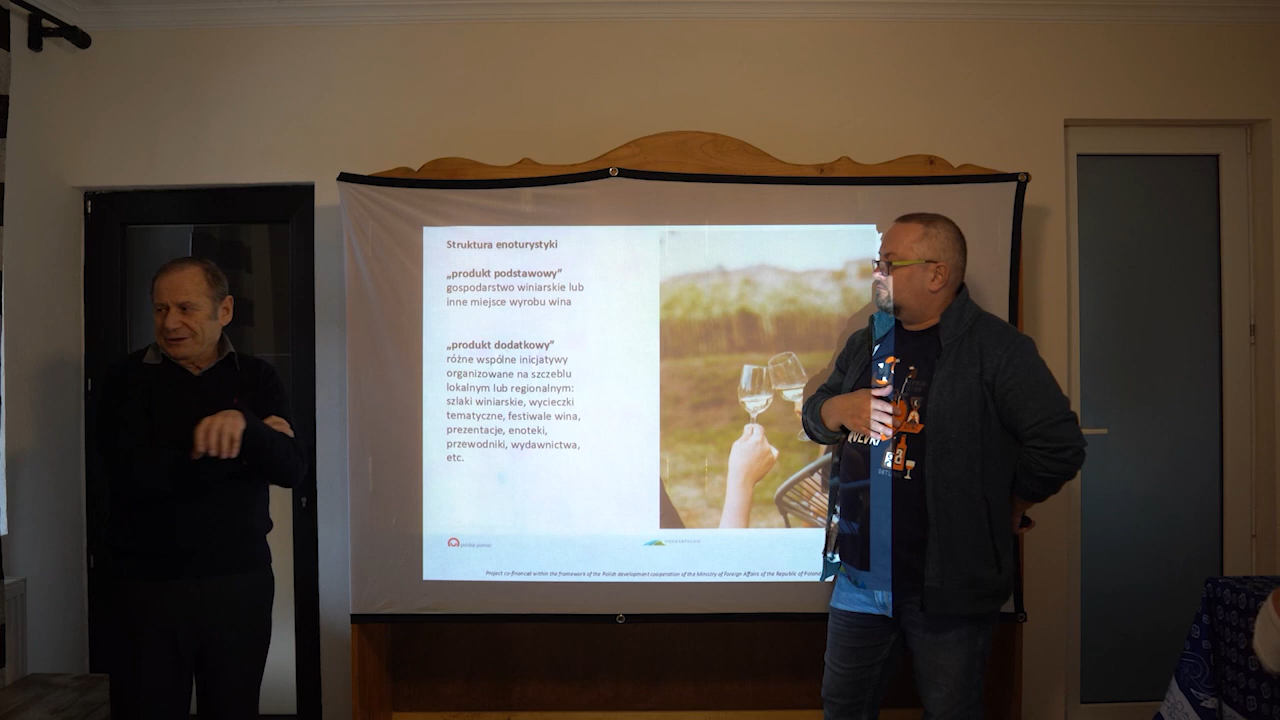 Struktura enoturystyki
„produkt podstawowy"
gospodarstwo winiarskie lub
inne miejsce wyrobu wina
„produkt dodatkowy"
różne wspólne inicjatywy
organizowane na szczeblu
lokalnym lub regionalnym:
szlaki winiarskie, wycieczki
tematyczne, festiwale wina,
prezentacje, enoteki,
przewodniki, wydawnictwa,
etc.
polska pomoc
Project co-financed within the framework of the Polish development cooperation of the Ministry of Foreign Affairs of the Republic of Poland